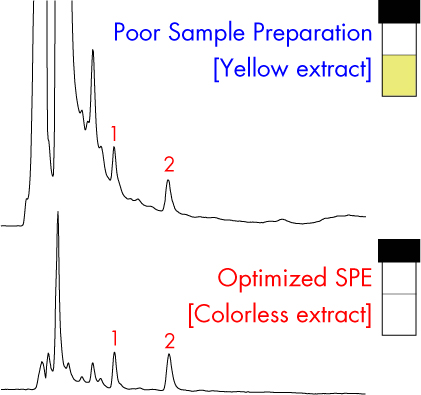 Poor Sample Preparation
[Yellow extract]
1
2
Optimized SPE
[Colorless extract]
1
2